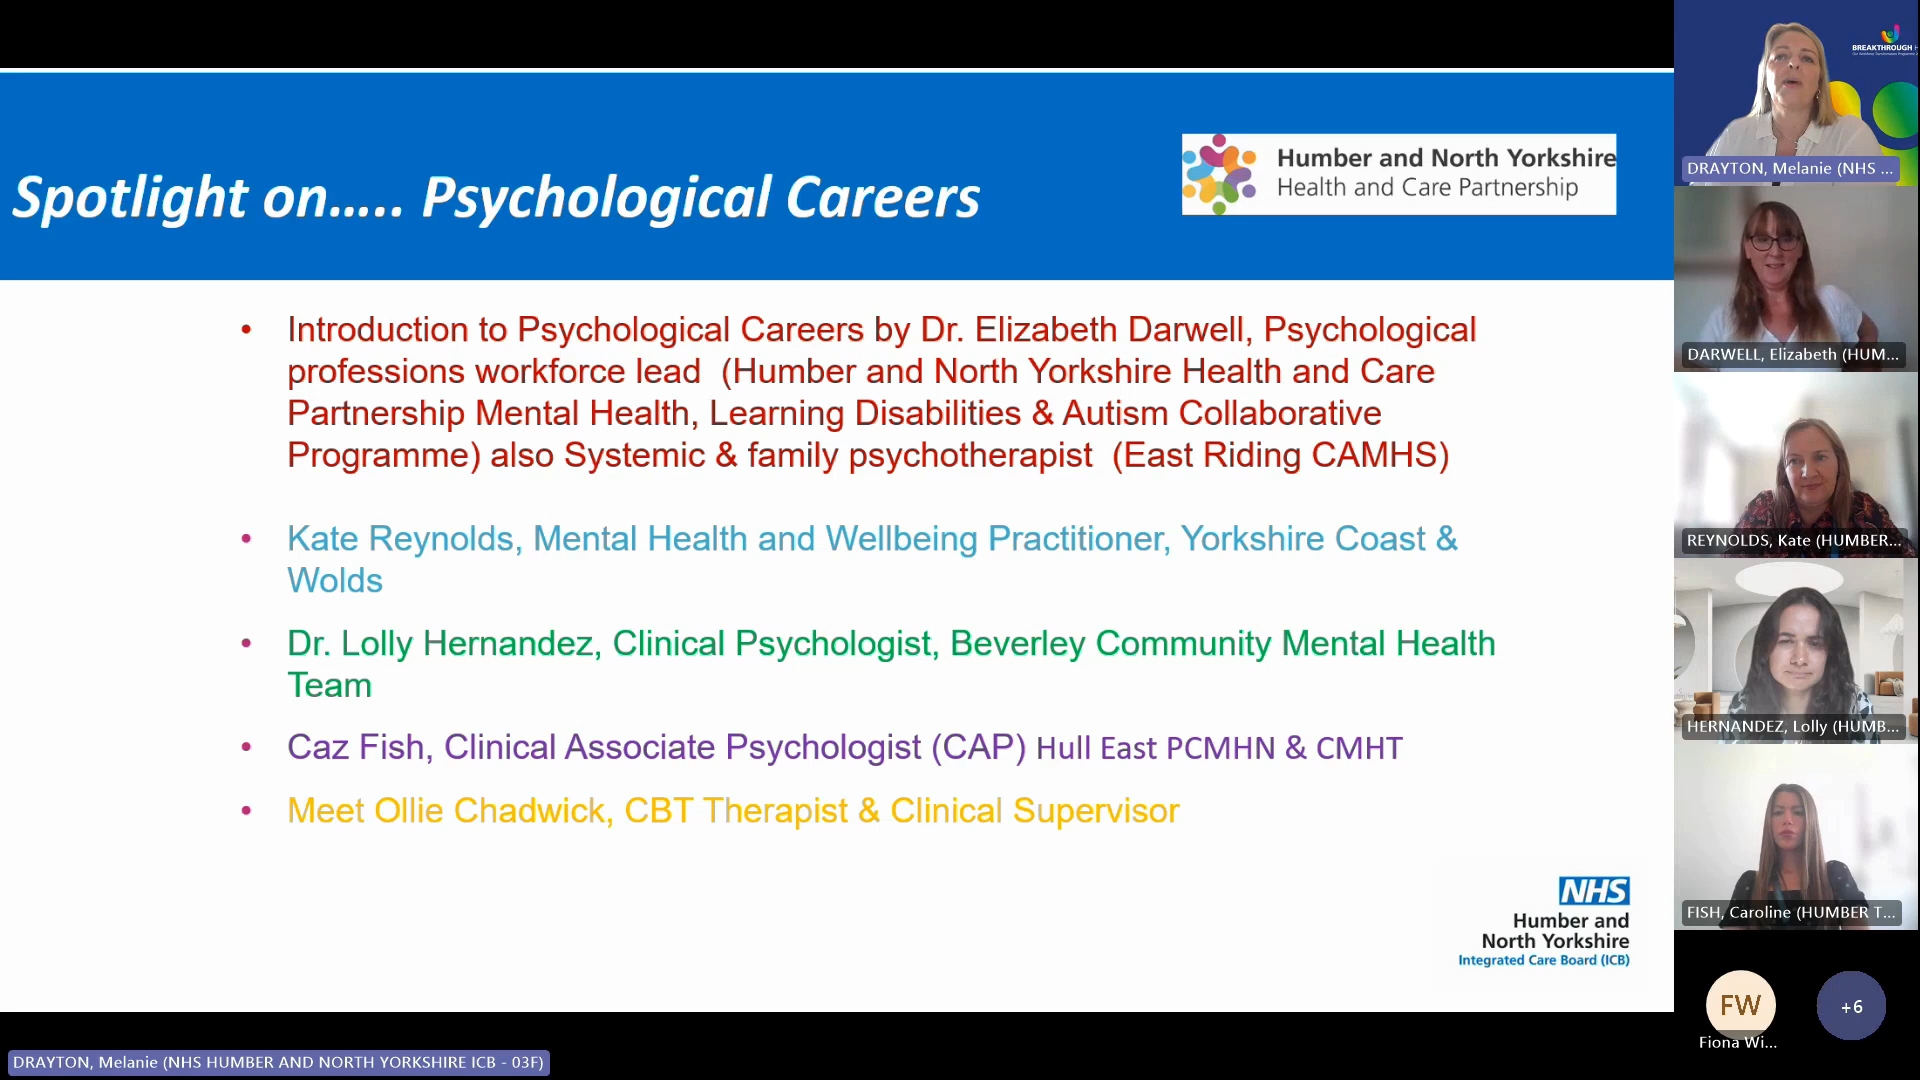 Spotlight on..... Psychological Careers
Humber and North Yorkshire
Health and Care Partnership
• Introduction to Psychological Careers by Dr. Elizabeth Darwell, Psychological
professions workforce lead (Humber and North Yorkshire Health and Care
Partnership Mental Health, Learning Disabilities & Autism Collaborative
Programme) also Systemic & family psychotherapist (East Riding CAMHS)
• Kate Reynolds, Mental Health and Wellbeing Practitioner, Yorkshire Coast &
Wolds
• Dr. Lolly Hernandez, Clinical Psychologist, Beverley Community Mental Health
Team
• Caz Fish, Clinical Associate Psychologist (CAP) Hull East PCMHN & CMHT
• Meet Ollie Chadwick, CBT Therapist & Clinical Supervisor
NHS
Humber and
North Yorkshire
Integrated Care Board (ICB)
BREAKTHROUGH
DRAYTON, Melanie (NHS ...
DARWELL, Elizabeth (HUM...
REYNOLDS, Kate (HUMBER...
HERNANDEZ, Lolly (HUMB...
FISH, Caroline (HUMBER T...
FW
+6
Fiona Wi...
DRAYTON, Melanie (NHS HUMBER AND NORTH YORKSHIRE ICB - 03F)